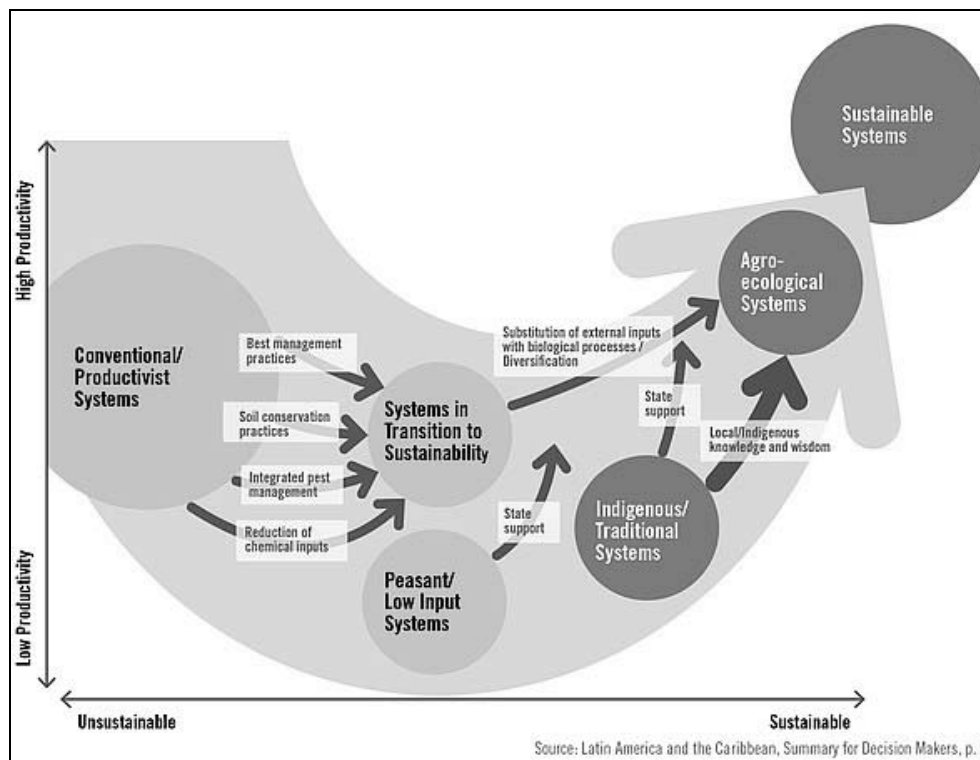 Sustainable
Systems
High Productivity
Agro-
ecological
Systems
Best management
practices
Substitution of external inputs
with biological processes /
Diversification
Conventional/
Productivist
Systems
Systems in
Transition to
Sustainability
State
support
Soil conservation
practices
Local/Indigenous
knowledge and wisdom
Integrated pest
management
State
support
Indigenous/
Traditional
Systems
Reduction of
chemical inputs
Peasant/
Low Input
Systems
Low Productivity
Unsustainable
Sustainable
Source: Latin America and the Caribbean, Summary for Decision Makers, p.